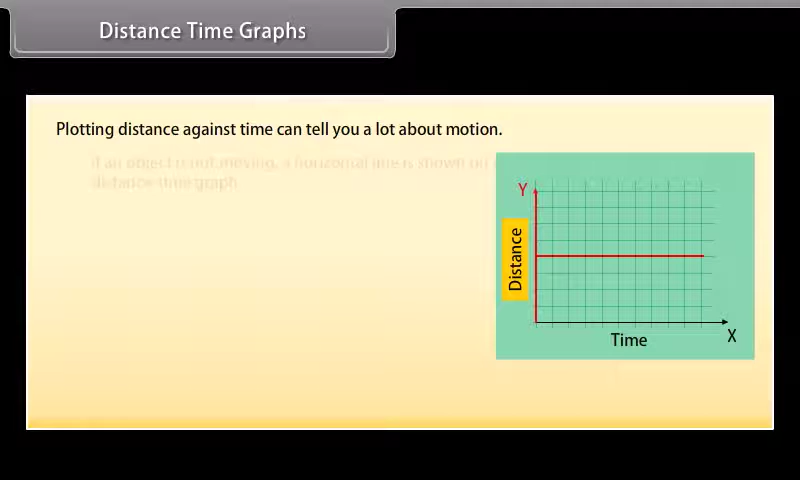 Distance Time Graphs
Plotting distance against time can tell you a lot about motion.
if an object is not moving, a horizontal line is shown on
distance-time graph
Y
Distance
Time
X